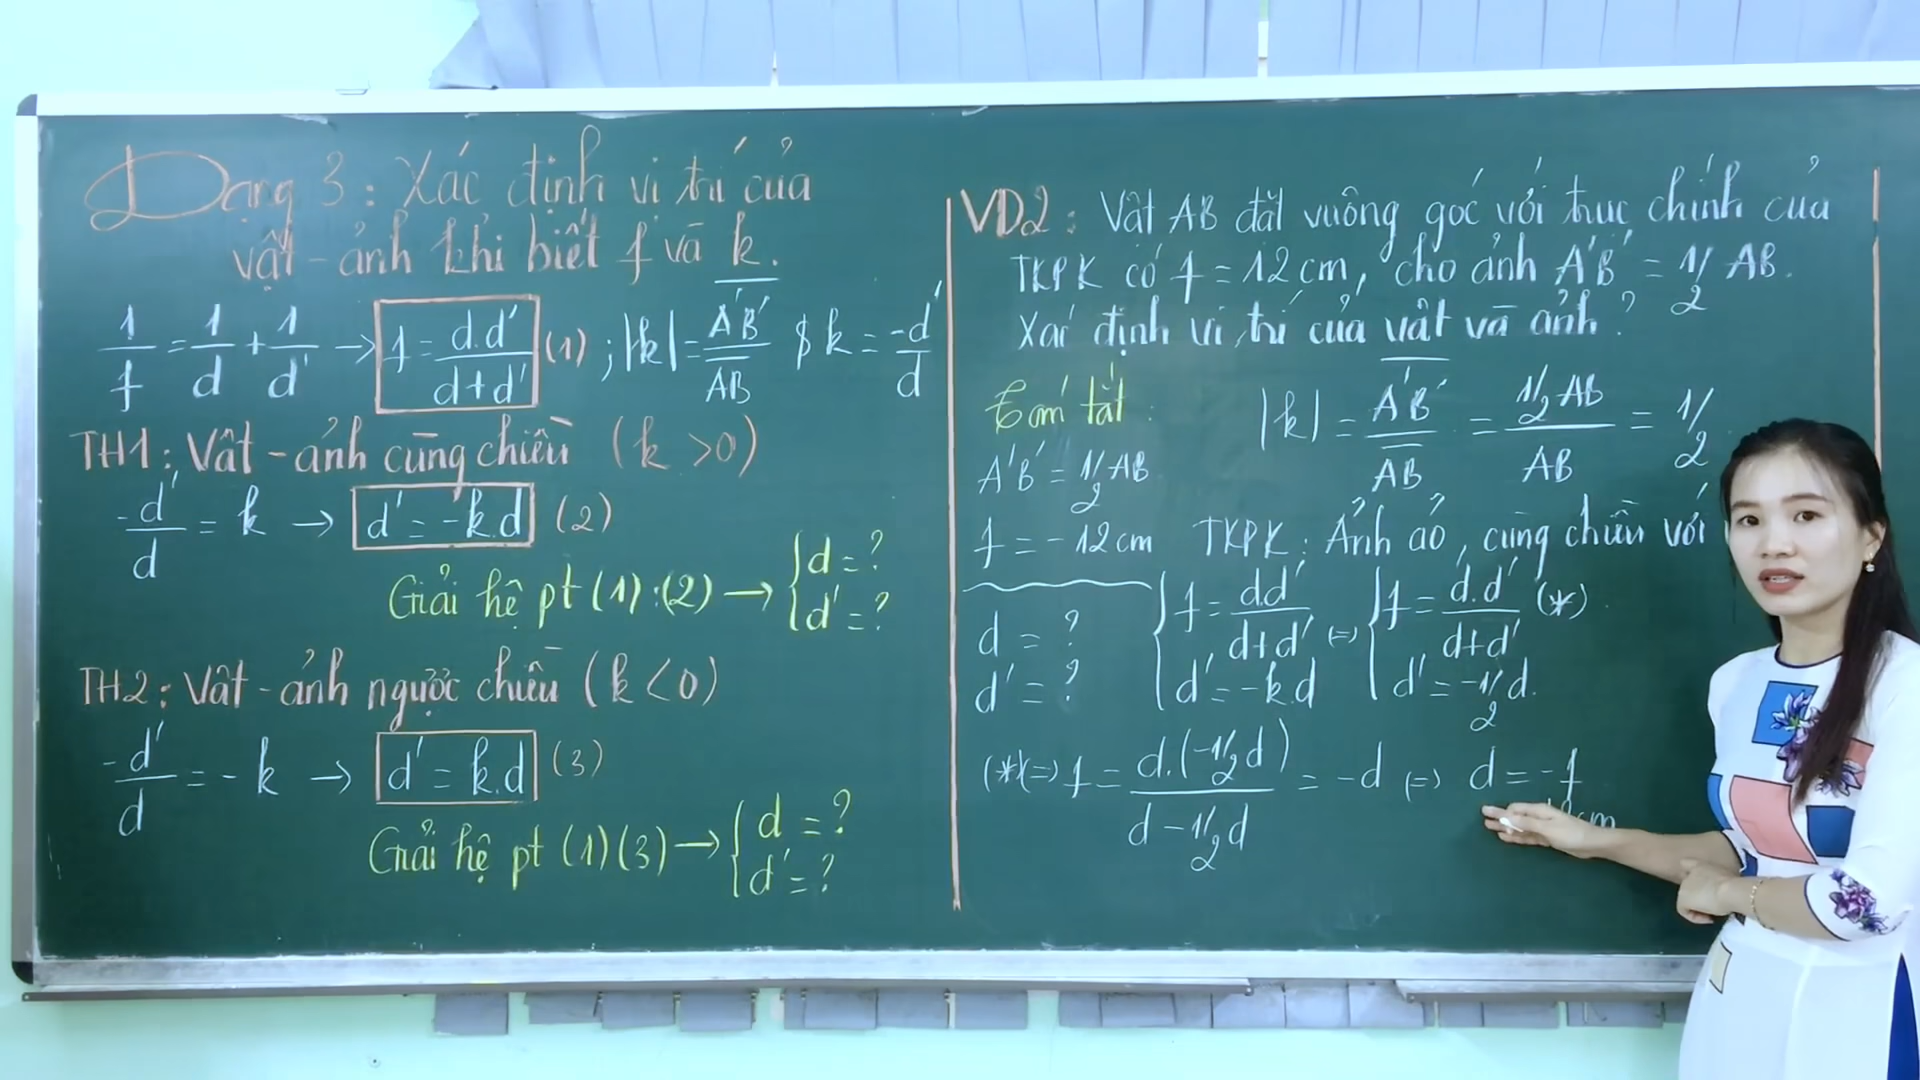 Dạng 3: Xác định vị trí của
vật - ảnh khi biết f và k.
1/f = 1/d + 1/d' → f = d.d'/(d+d') (1) ; |k| = A'B'/AB $ k = -d'/d
TH1: Vật - ảnh cùng chiều (k > 0)
-d'/d = k → d' = -k.d (2)
Giải hệ pt (1):(2) → { d = ?
d' = ?
TH2: Vật - ảnh ngược chiều (k < 0)
-d'/d = - k → d' = k.d (3)
Giải hệ pt (1)(3) → { d = ?
d' = ?
VD2: Vật AB đặt vuông góc với trục chính của
TKPK có f = 12 cm, cho ảnh A'B' = 1/2 AB.
Xác định vị trí của vật và ảnh?
Tóm tắt:
A'B' = 1/2 AB
f = - 12 cm
d = ?
d' = ?
|k| = A'B'/AB = 1/2 AB/AB = 1/2
TKPK: Ảnh ảo, cùng chiều với
{ f = d.d'/(d+d') (=) { f = d.d'/(d+d') (*)
d' = -k.d d' = -1/2 d.
(*) (=) f = d.(-1/2 d)/(d - 1/2 d) = -d (=) d = -f
cm